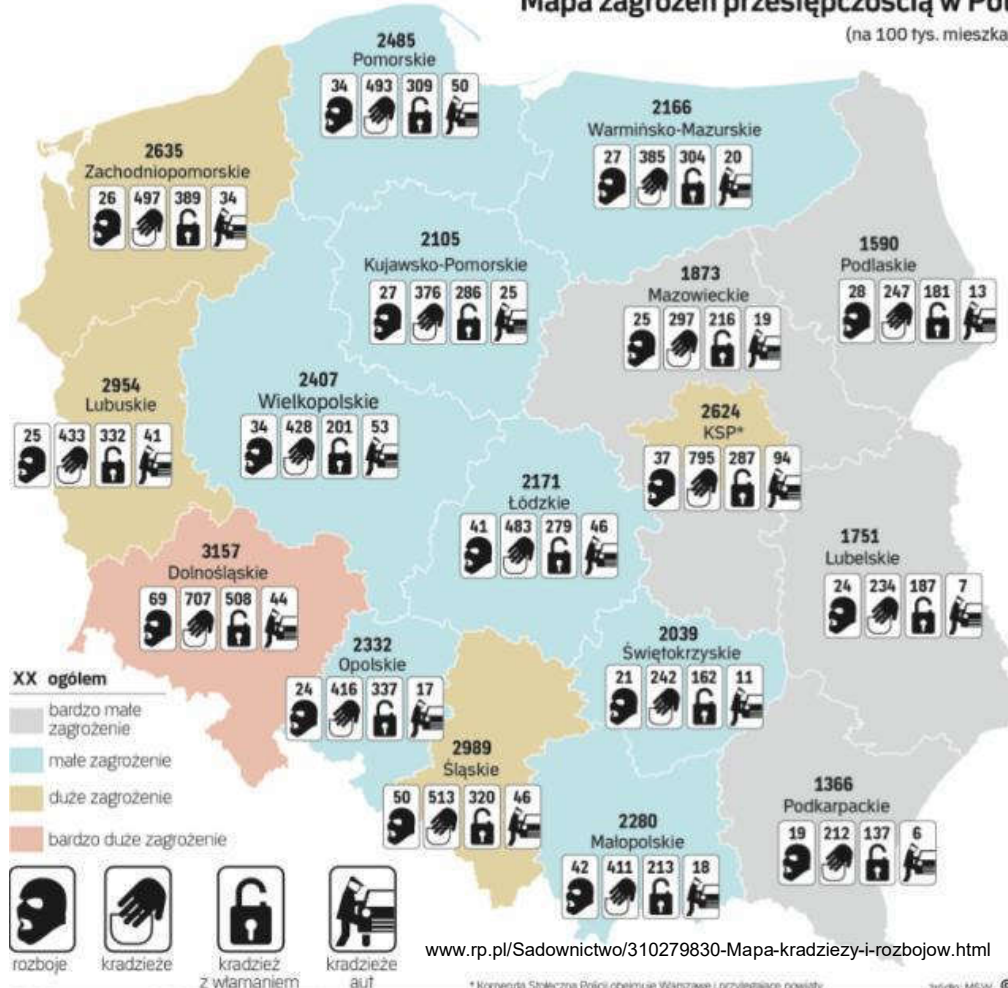 Mapa zagrożeń przestępczością w
(na 100 tys.
2485
Pomorskie
34 493 309 50
2166
Warmińsko-Mazurskie
27 385 304 20
2635
Zachodniopomorskie
26 497 389 34
2105
Kujawsko-Pomorskie
27 376 286 25
1590
Podlaskie
28 247 181 13
1873
Mazowieckie
25 297 216 19
2954
Lubuskie
25 433 332 41
2407
Wielkopolskie
34 428 201 53
2624
KSP*
37 795 287 94
2171
Łódzkie
41 483 279 46
1751
Lubelskie
24 234 187 7
3157
Dolnośląskie
69 707 508 44
2332
Opolskie
24 416 337 17
2039
Świętokrzyskie
21 242 162 11
2989
Śląskie
50 513 320 46
2280
Małopolskie
42 411 213 18
1366
Podkarpackie
19 212 137 6
XX ogółem
bardzo małe
zagrożenie
małe zagrożenie
duże zagrożenie
bardzo duże zagrożenie
rozboje
kradzieże
kradzież
z włamaniem
kradzieże
aut
www.rp.pl/Sadownictwo/310279830-Mapa-kradziezy-i-rozbojow.html
* Komenda Stołeczna Policji obejmuje Warszawę i przylegające powiaty